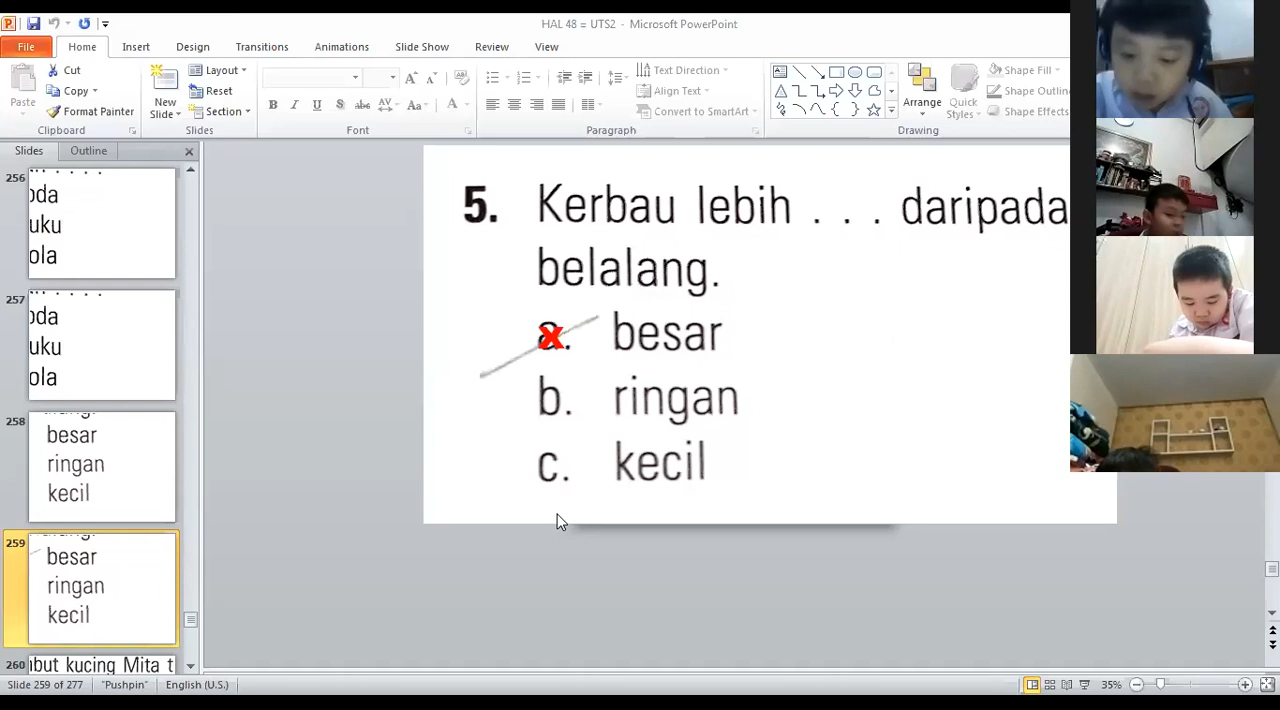 HAL 48 = UTS2 - Microsoft PowerPoint
File Home Insert Design Transitions Animations Slide Show Review View
Paste
Cut
Copy
Format Painter
Clipboard
New Slide
Layout
Reset
Section
Slides
Font
Text Direction
Align Text
Convert to SmartArt
Paragraph
Arrange
Quick Styles
Shape Fill
Shape Outlin
Shape Effects
Drawing
Slides Outline
256
oda
uku
ola
257
oda
uku
ola
258
besar
ringan
kecil
259
besar
ringan
kecil
260
but kucing Mita t
5. Kerbau lebih . . . daripada
belalang.
a. besar
x
b. ringan
c. kecil
Slide 259 of 277 "Pushpin" English (U.S.) 35%